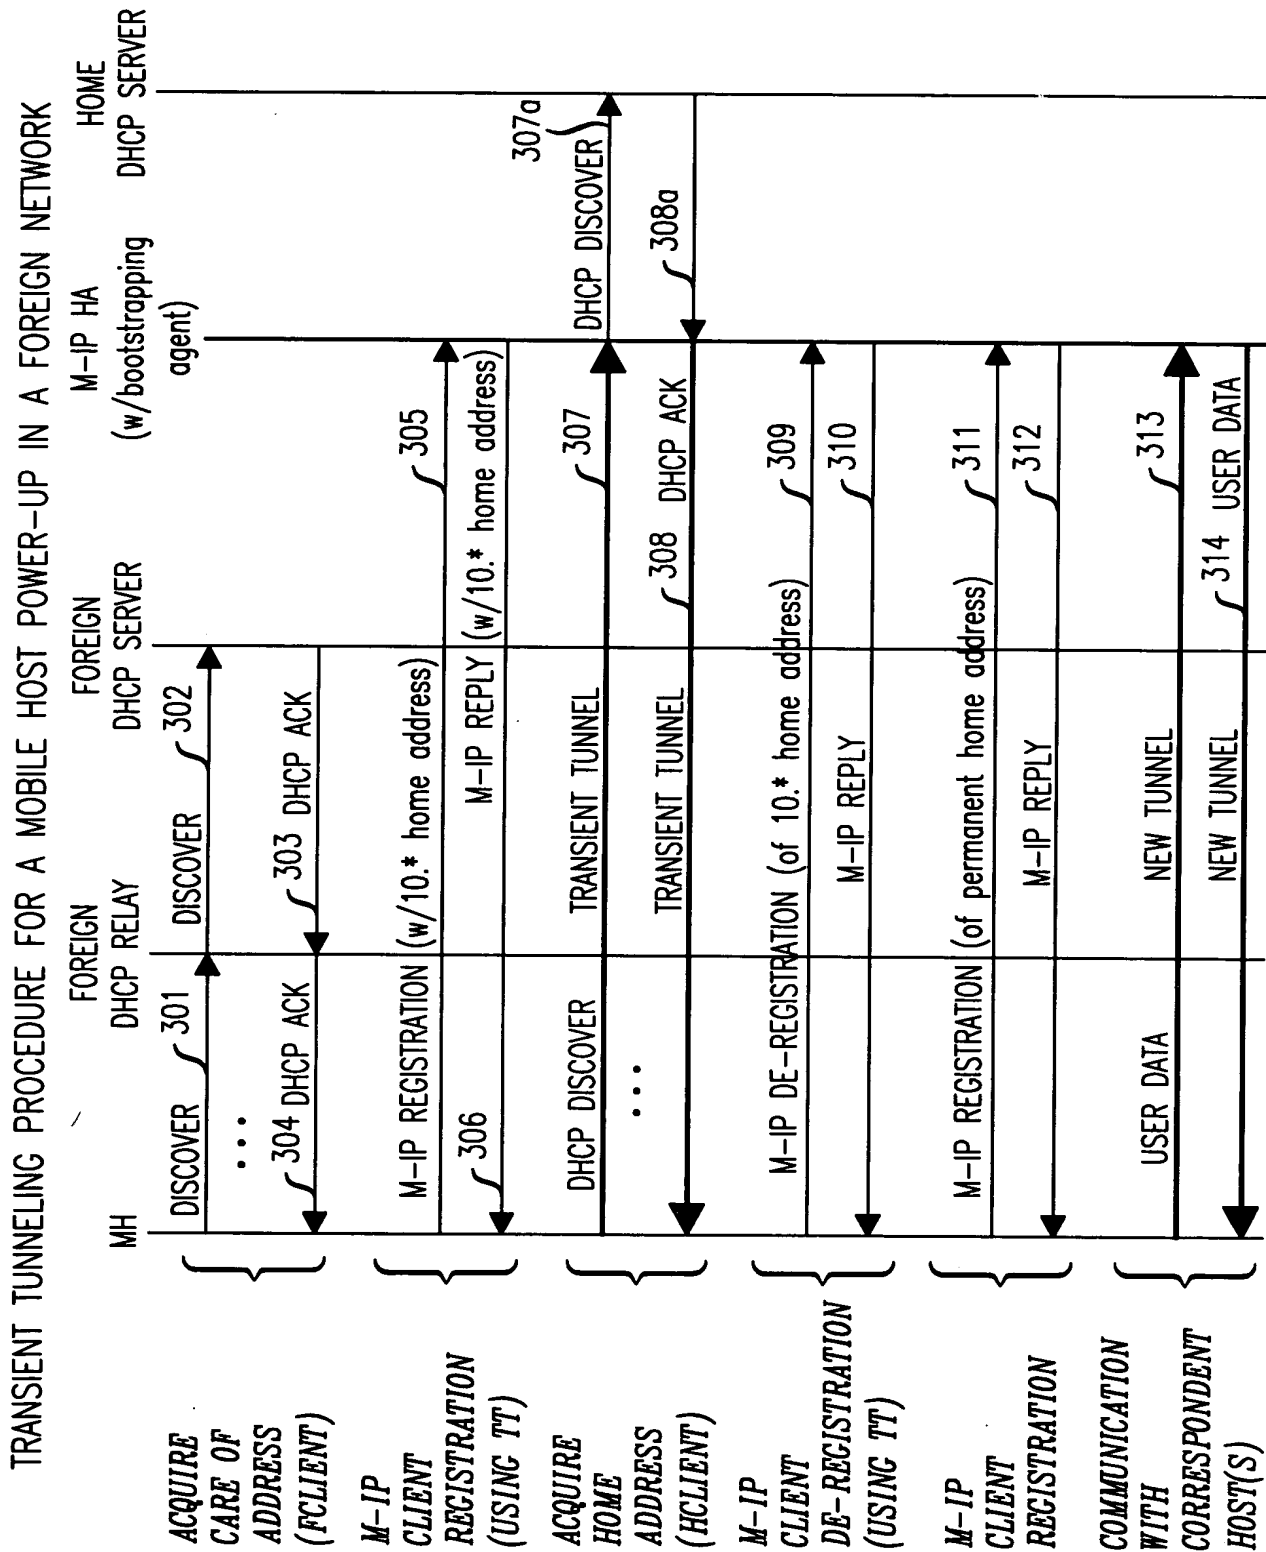 TRANSIENT TUNNELING PROCEDURE FOR A MOBILE HOST POWER-UP IN A FOREIGN NETWORK
MH
FOREIGN
DHCP RELAY
FOREIGN
DHCP SERVER
M-IP HA
(w/bootstrapping
agent)
HOME
DHCP SERVER
ACQUIRE
CARE OF
ADDRESS
(FCLIENT)
DISCOVER
301
DISCOVER
302
...
304 DHCP ACK
303 DHCP ACK
M-IP
CLIENT
REGISTRATION
(USING TT)
M-IP REGISTRATION (w/10.* home address)
305
306
M-IP REPLY (w/10.* home address)
ACQUIRE
HOME
ADDRESS
(HCLIENT)
DHCP DISCOVER
TRANSIENT TUNNEL
307
DHCP DISCOVER
307a
...
TRANSIENT TUNNEL
308 DHCP ACK
308a
M-IP
CLIENT
DE-REGISTRATION
(USING TT)
M-IP DE-REGISTRATION (of 10.* home address)
309
M-IP REPLY
310
M-IP
CLIENT
REGISTRATION
M-IP REGISTRATION (of permanent home address)
311
M-IP REPLY
312
COMMUNICATION
WITH
CORRESPONDENT
HOST(S)
USER DATA
NEW TUNNEL
313
NEW TUNNEL
314 USER DATA